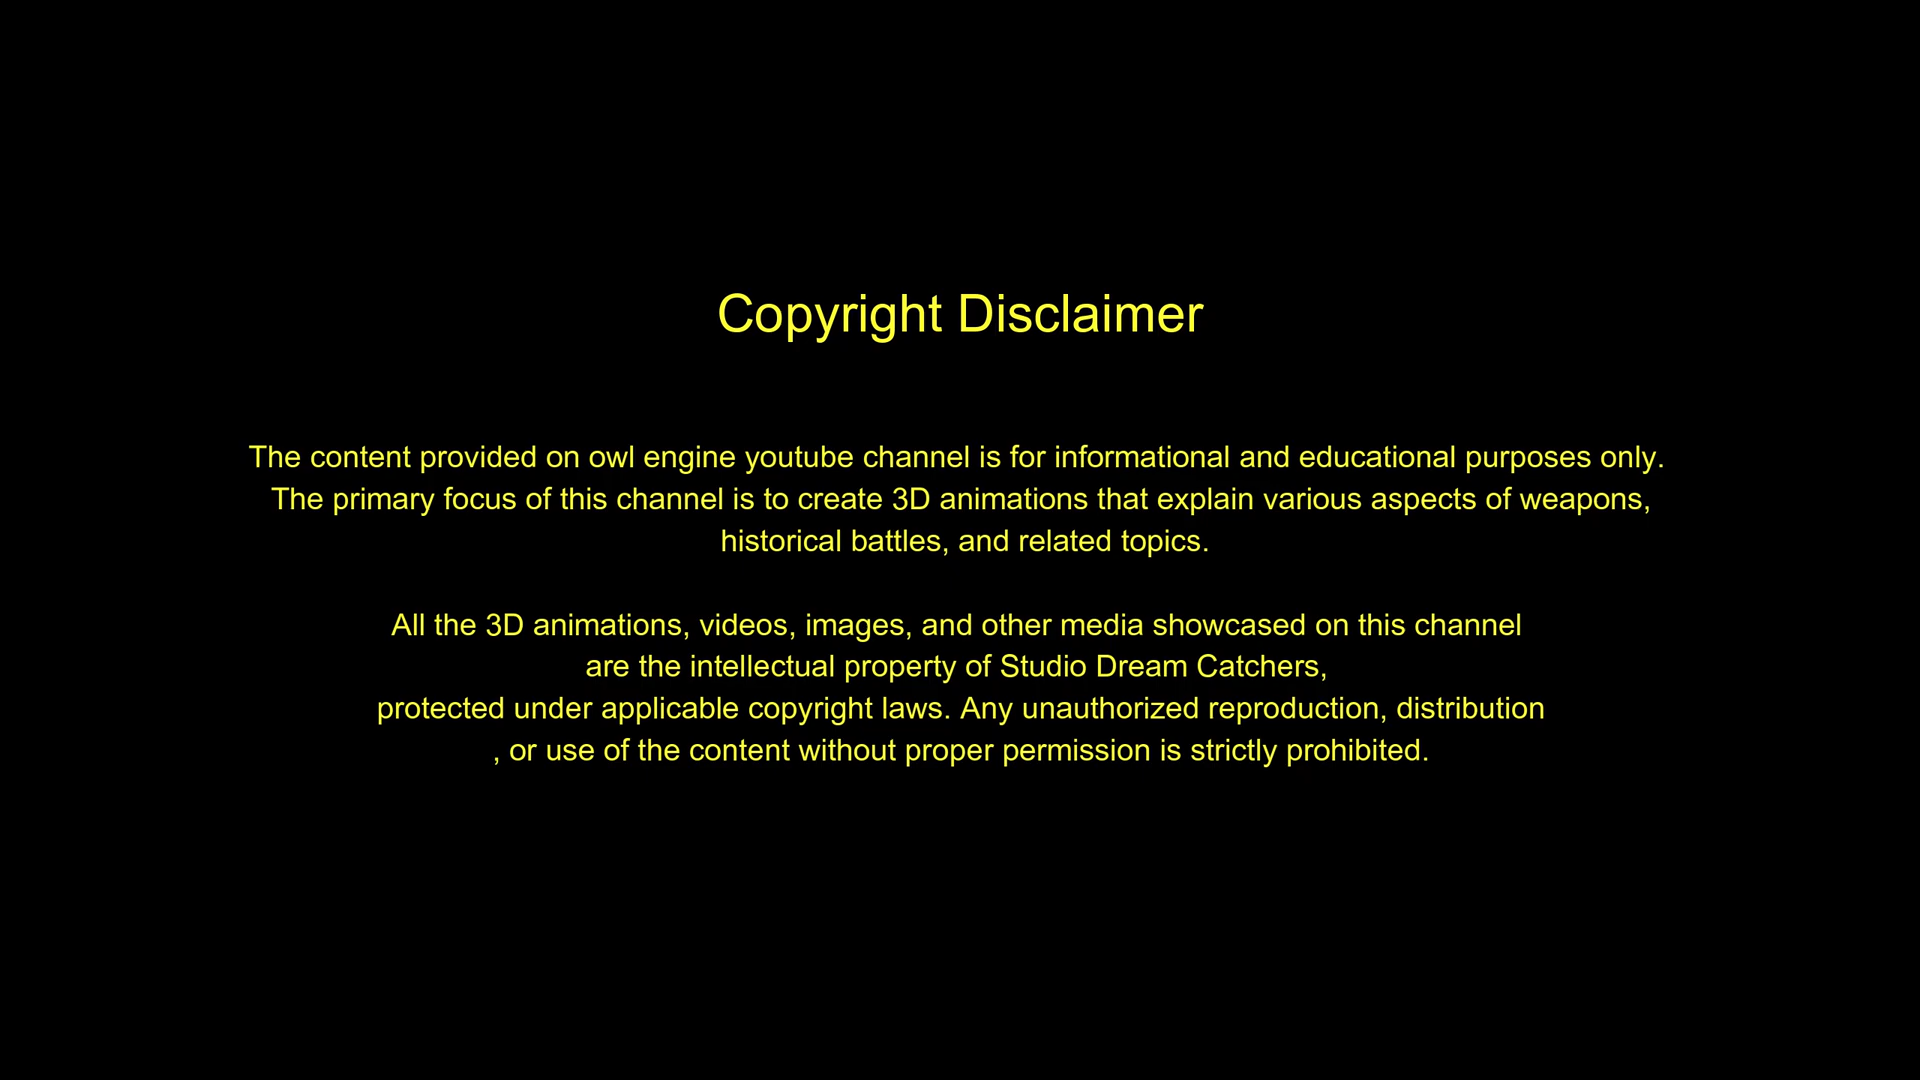 Copyright Disclaimer
The content provided on owl engine youtube channel is for informational and educational purposes only.
The primary focus of this channel is to create 3D animations that explain various aspects of weapons,
historical battles, and related topics.
All the 3D animations, videos, images, and other media showcased on this channel
are the intellectual property of Studio Dream Catchers,
protected under applicable copyright laws. Any unauthorized reproduction, distribution
, or use of the content without proper permission is strictly prohibited.